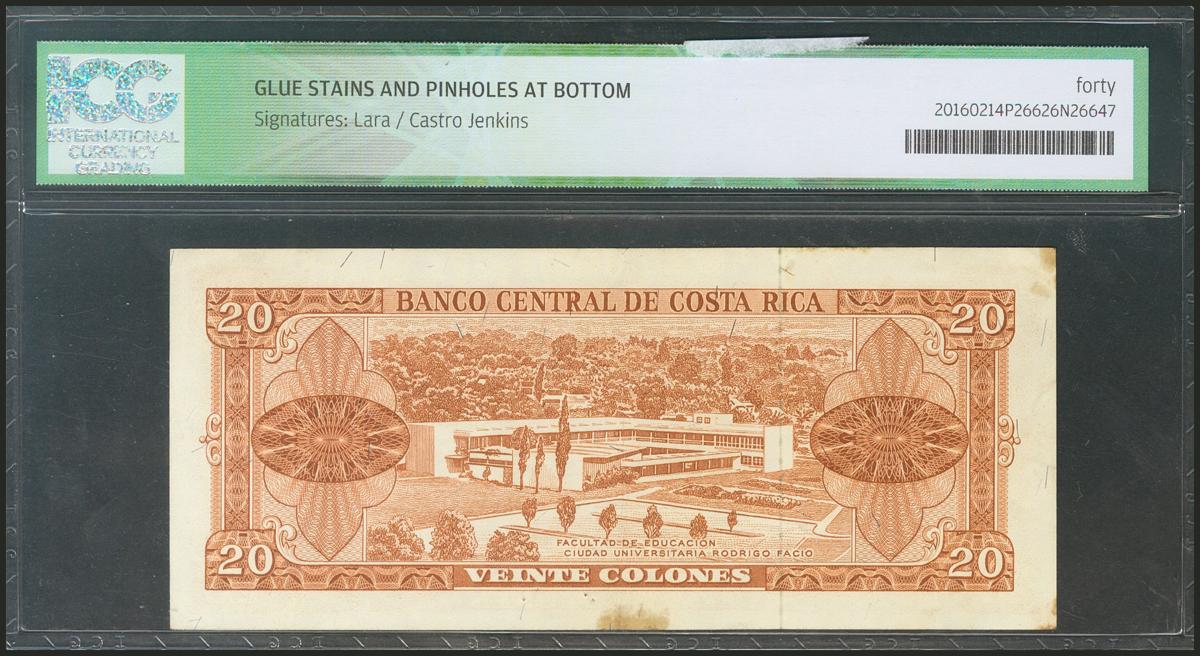 ICG
INTERNATIONAL
CURRENCY
GRADING
GLUE STAINS AND PINHOLES AT BOTTOM
Signatures: Lara / Castro Jenkins
forty
20160214P26626N26647
BANCO CENTRAL DE COSTA RICA
20
20
FACULTAD DE EDUCACIÓN
CIUDAD UNIVERSITARIA RODRIGO FACIO
20
20
VEINTE COLONES